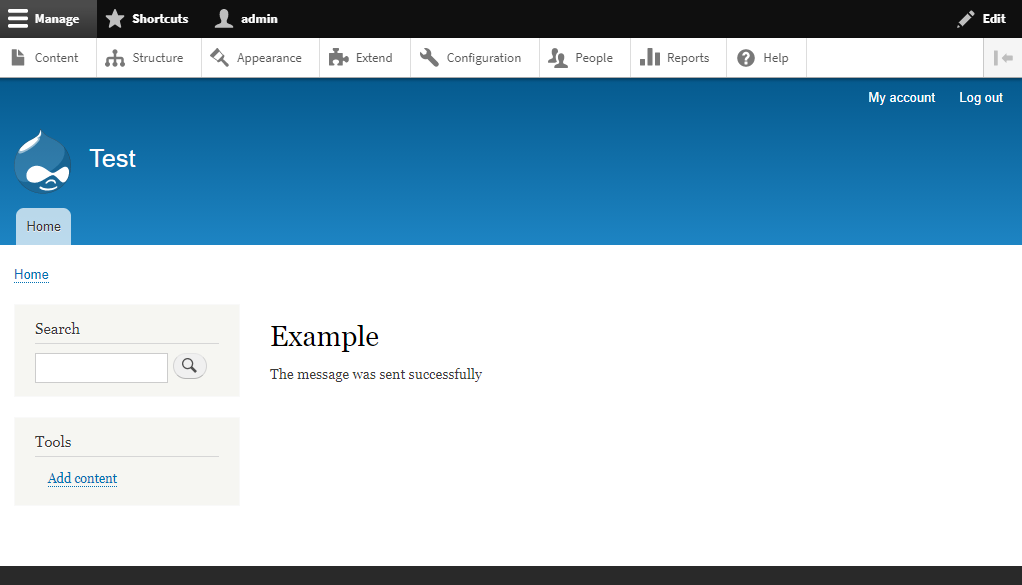 Manage Shortcuts admin Edit
Content Structure Appearance Extend Configuration People Reports Help
My account Log out
Test
Home
Home
Search
Example
The message was sent successfully
Tools
Add content